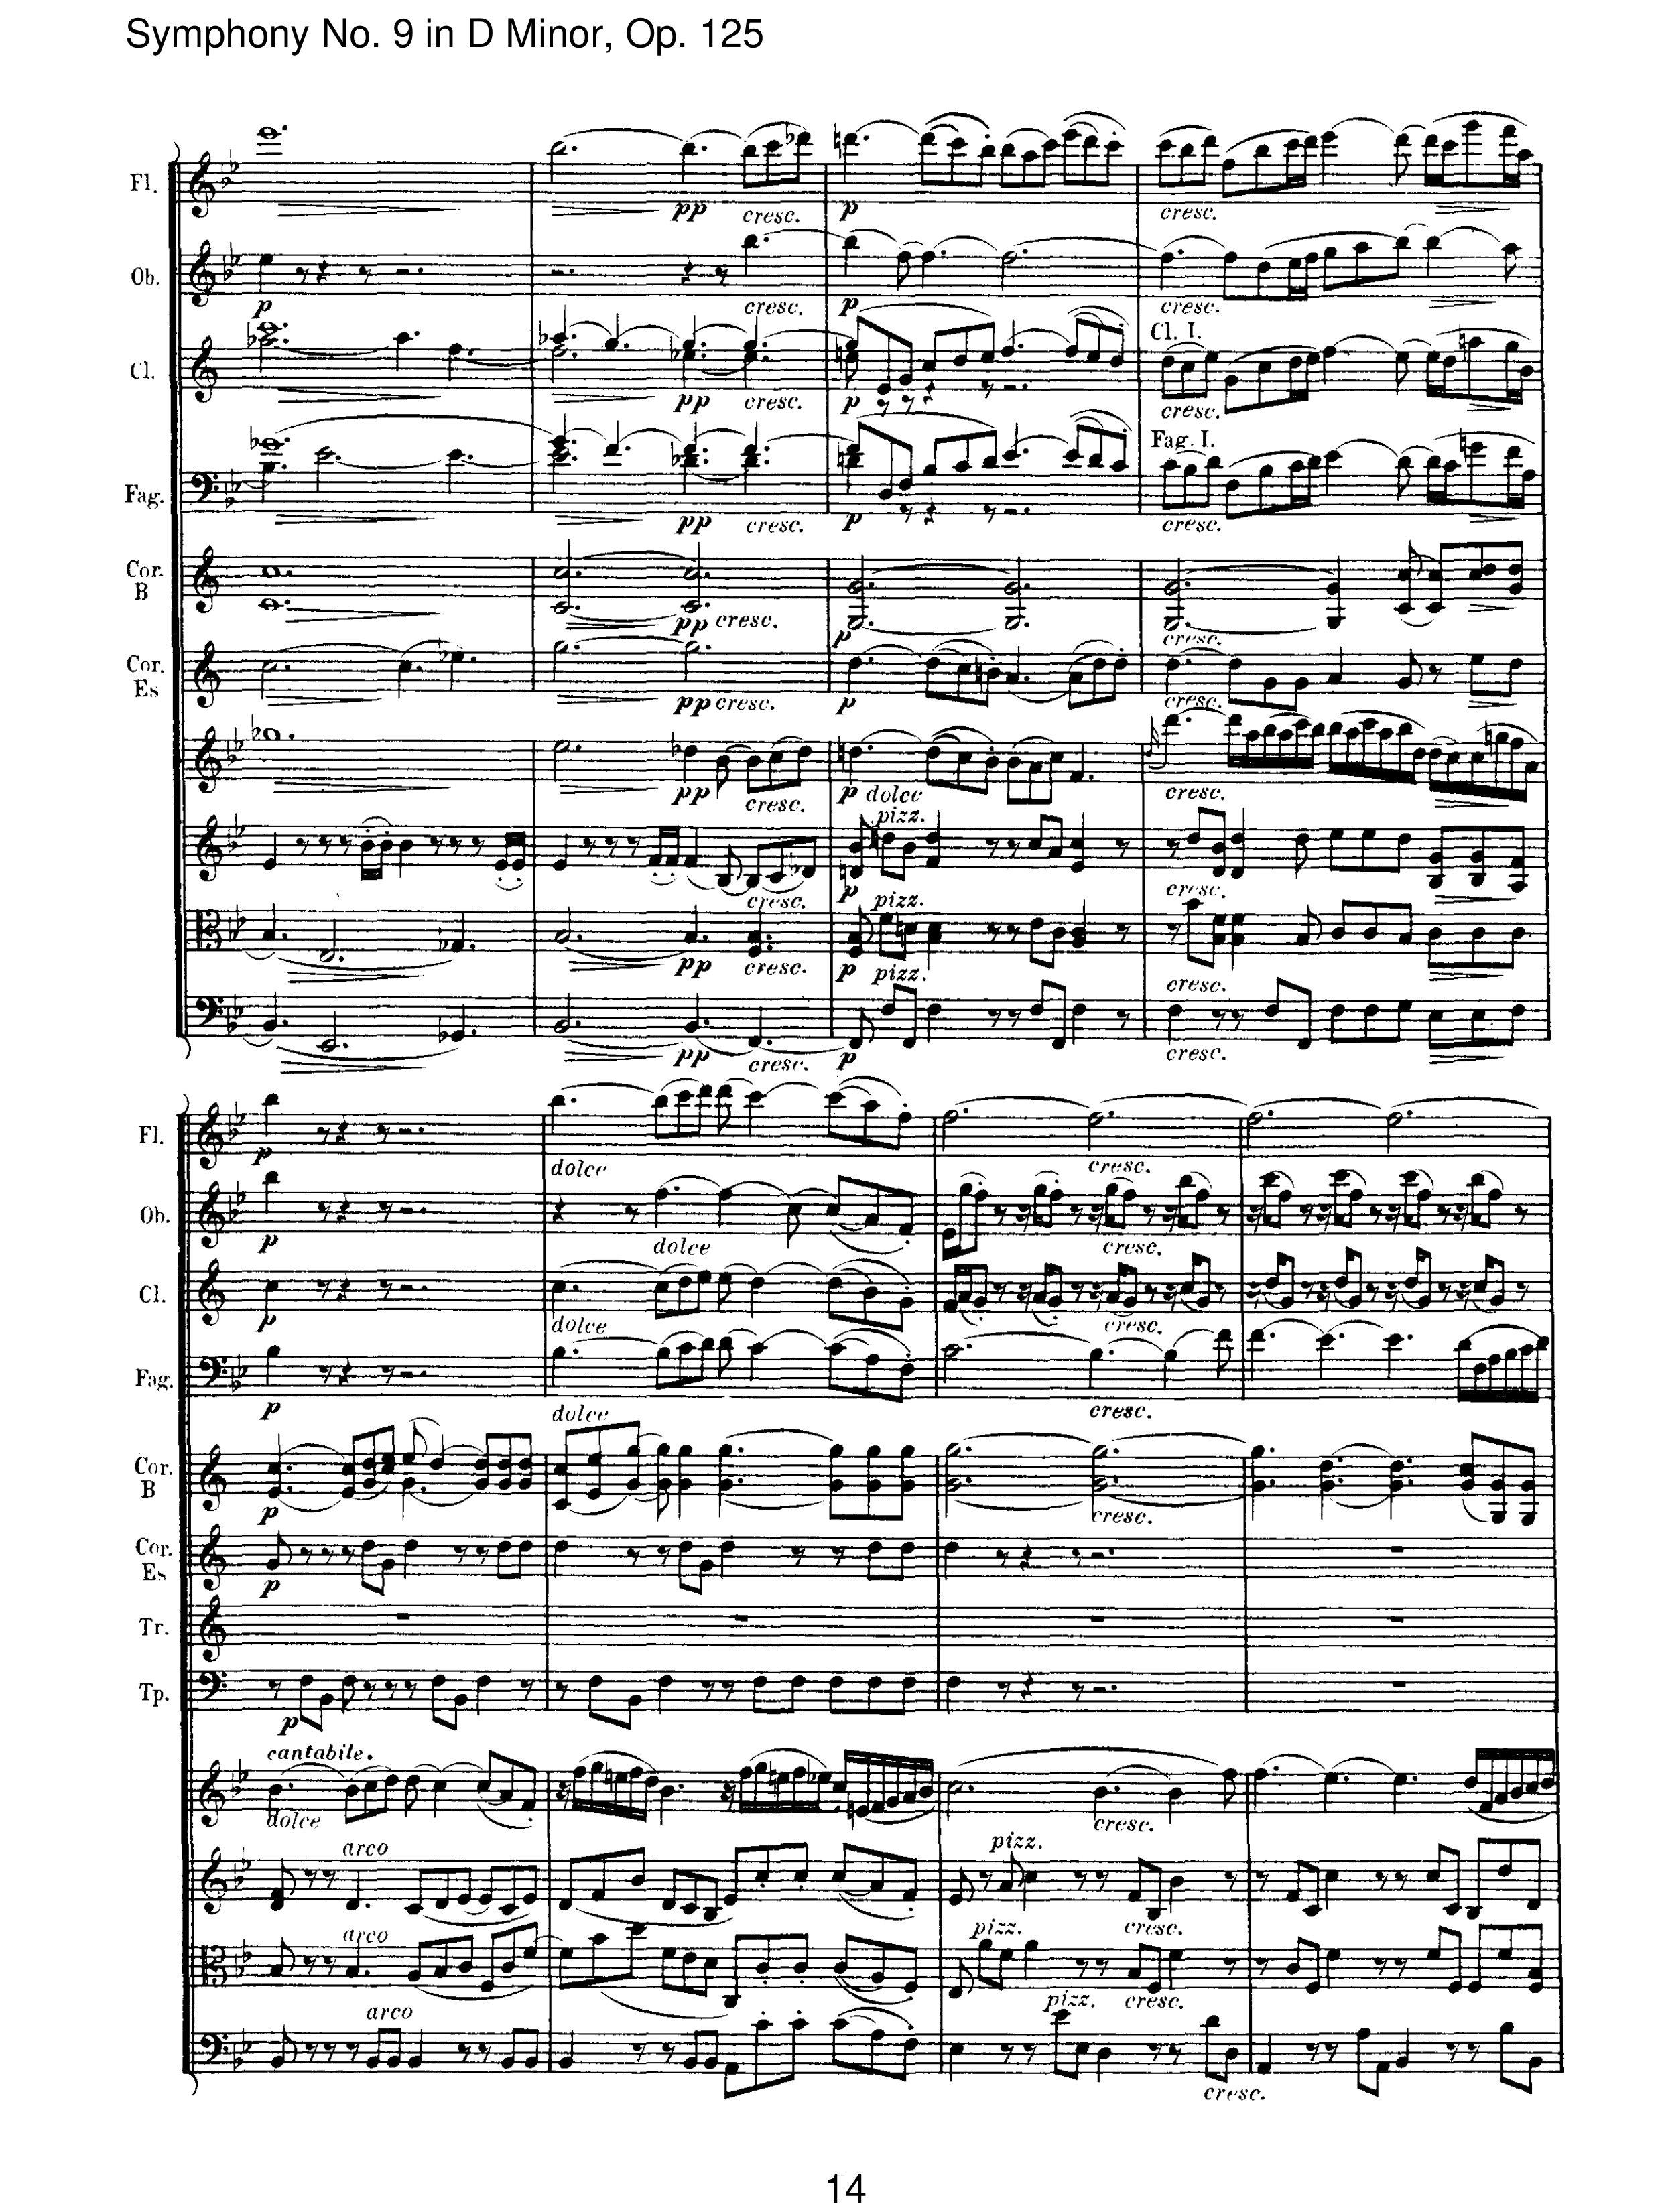 Symphony No. 9 in D Minor, Op. 125
Fl.
pp cresc. p cresc.
Ob.
p cresc. p cresc.
Cl. I.
Cl.
pp cresc. p cresc.
Fag. I.
Fag.
pp cresc. p cresc.
Cor. B
pp cresc. p cresc.
Cor. Es
pp cresc. p cresc.
pp cresc. p dolce cresc.
pizz.
cresc. p cresc.
pizz.
pp cresc. p cresc.
pizz.
pp cresc. p cresc.
Fl.
p dolce cresc.
Ob.
p dolce cresc.
Cl.
p dolce cresc.
Fag.
p dolce cresc.
Cor. B
p cresc.
Cor. Es
p
Tr.
Tp.
p
cantabile.
dolce cresc.
arco pizz.
cresc.
arco pizz.
cresc.
arco pizz.
cresc.
14